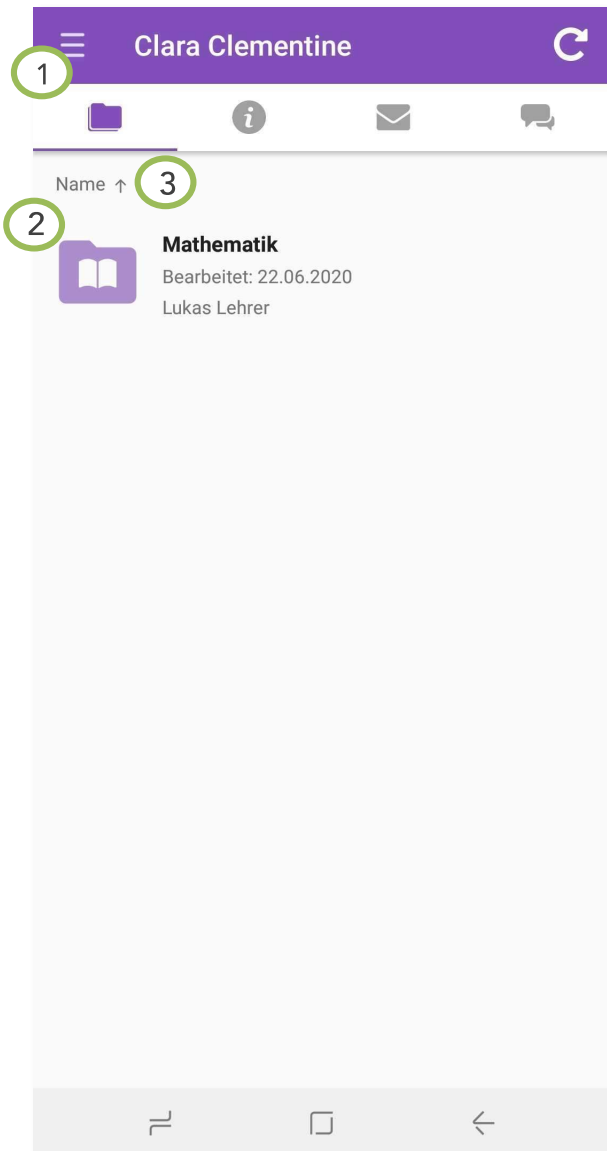 Clara Clementine
1
Name ↑
3
2
Mathematik
Bearbeitet: 22.06.2020
Lukas Lehrer